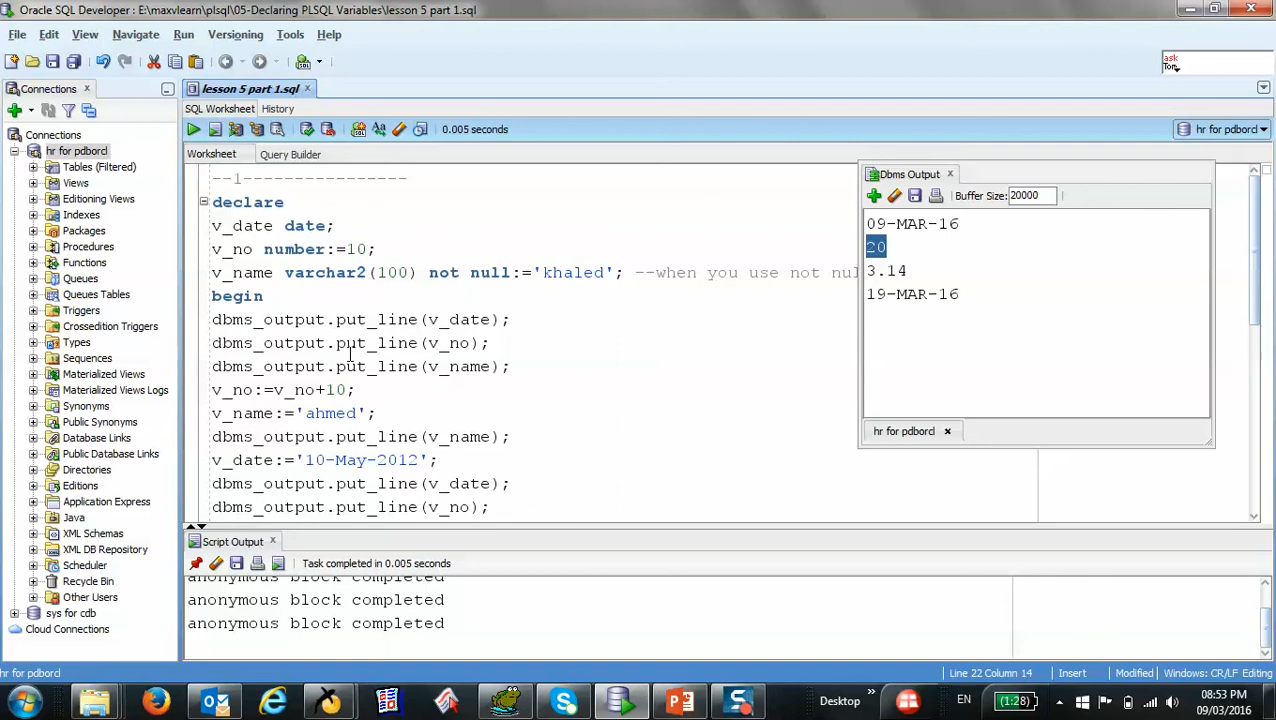 Oracle SQL Developer : E:\maxvlearn\plsql\05-Declaring PLSQL Variables\lesson 5 part 1.sql
File Edit View Navigate Run Versioning Tools Help
ask
Tom
Connections
lesson 5 part 1.sql
SQL Worksheet History
0.005 seconds
hr for pdborcl
Worksheet Query Builder
Connections
hr for pdborcl
Tables (Filtered)
Views
Editioning Views
Indexes
Packages
Procedures
Functions
Queues
Queues Tables
Triggers
Crossedition Triggers
Types
Sequences
Materialized Views
Materialized Views Logs
Synonyms
Public Synonyms
Database Links
Public Database Links
Directories
Editions
Application Express
Java
XML Schemas
XML DB Repository
Scheduler
Recycle Bin
Other Users
sys for cdb
Cloud Connections
--1----------------
declare
v_date date;
v_no number:=10;
v_name varchar2(100) not null:='khaled'; --when you use not nul
begin
dbms_output.put_line(v_date);
dbms_output.put_line(v_no);
dbms_output.put_line(v_name);
v_no:=v_no+10;
v_name:='ahmed';
dbms_output.put_line(v_name);
v_date:='10-May-2012';
dbms_output.put_line(v_date);
dbms_output.put_line(v_no);
Dbms Output
Buffer Size: 20000
09-MAR-16
20
3.14
19-MAR-16
hr for pdborcl
Script Output
Task completed in 0.005 seconds
anonymous block completed
anonymous block completed
anonymous block completed
hr for pdborcl
Line 22 Column 14 Insert Modified Windows: CR/LF Editing
Desktop
EN
(1:28)
08:53 PM
09/03/2016